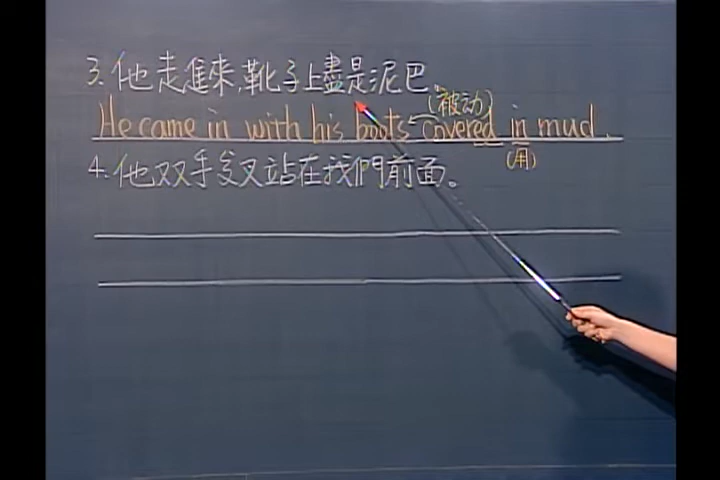 3. 他走進來,靴子上盡是泥巴。
(被动)
He came in with his boots covered in mud.
(用)
4. 他双手交叉站在我們前面。